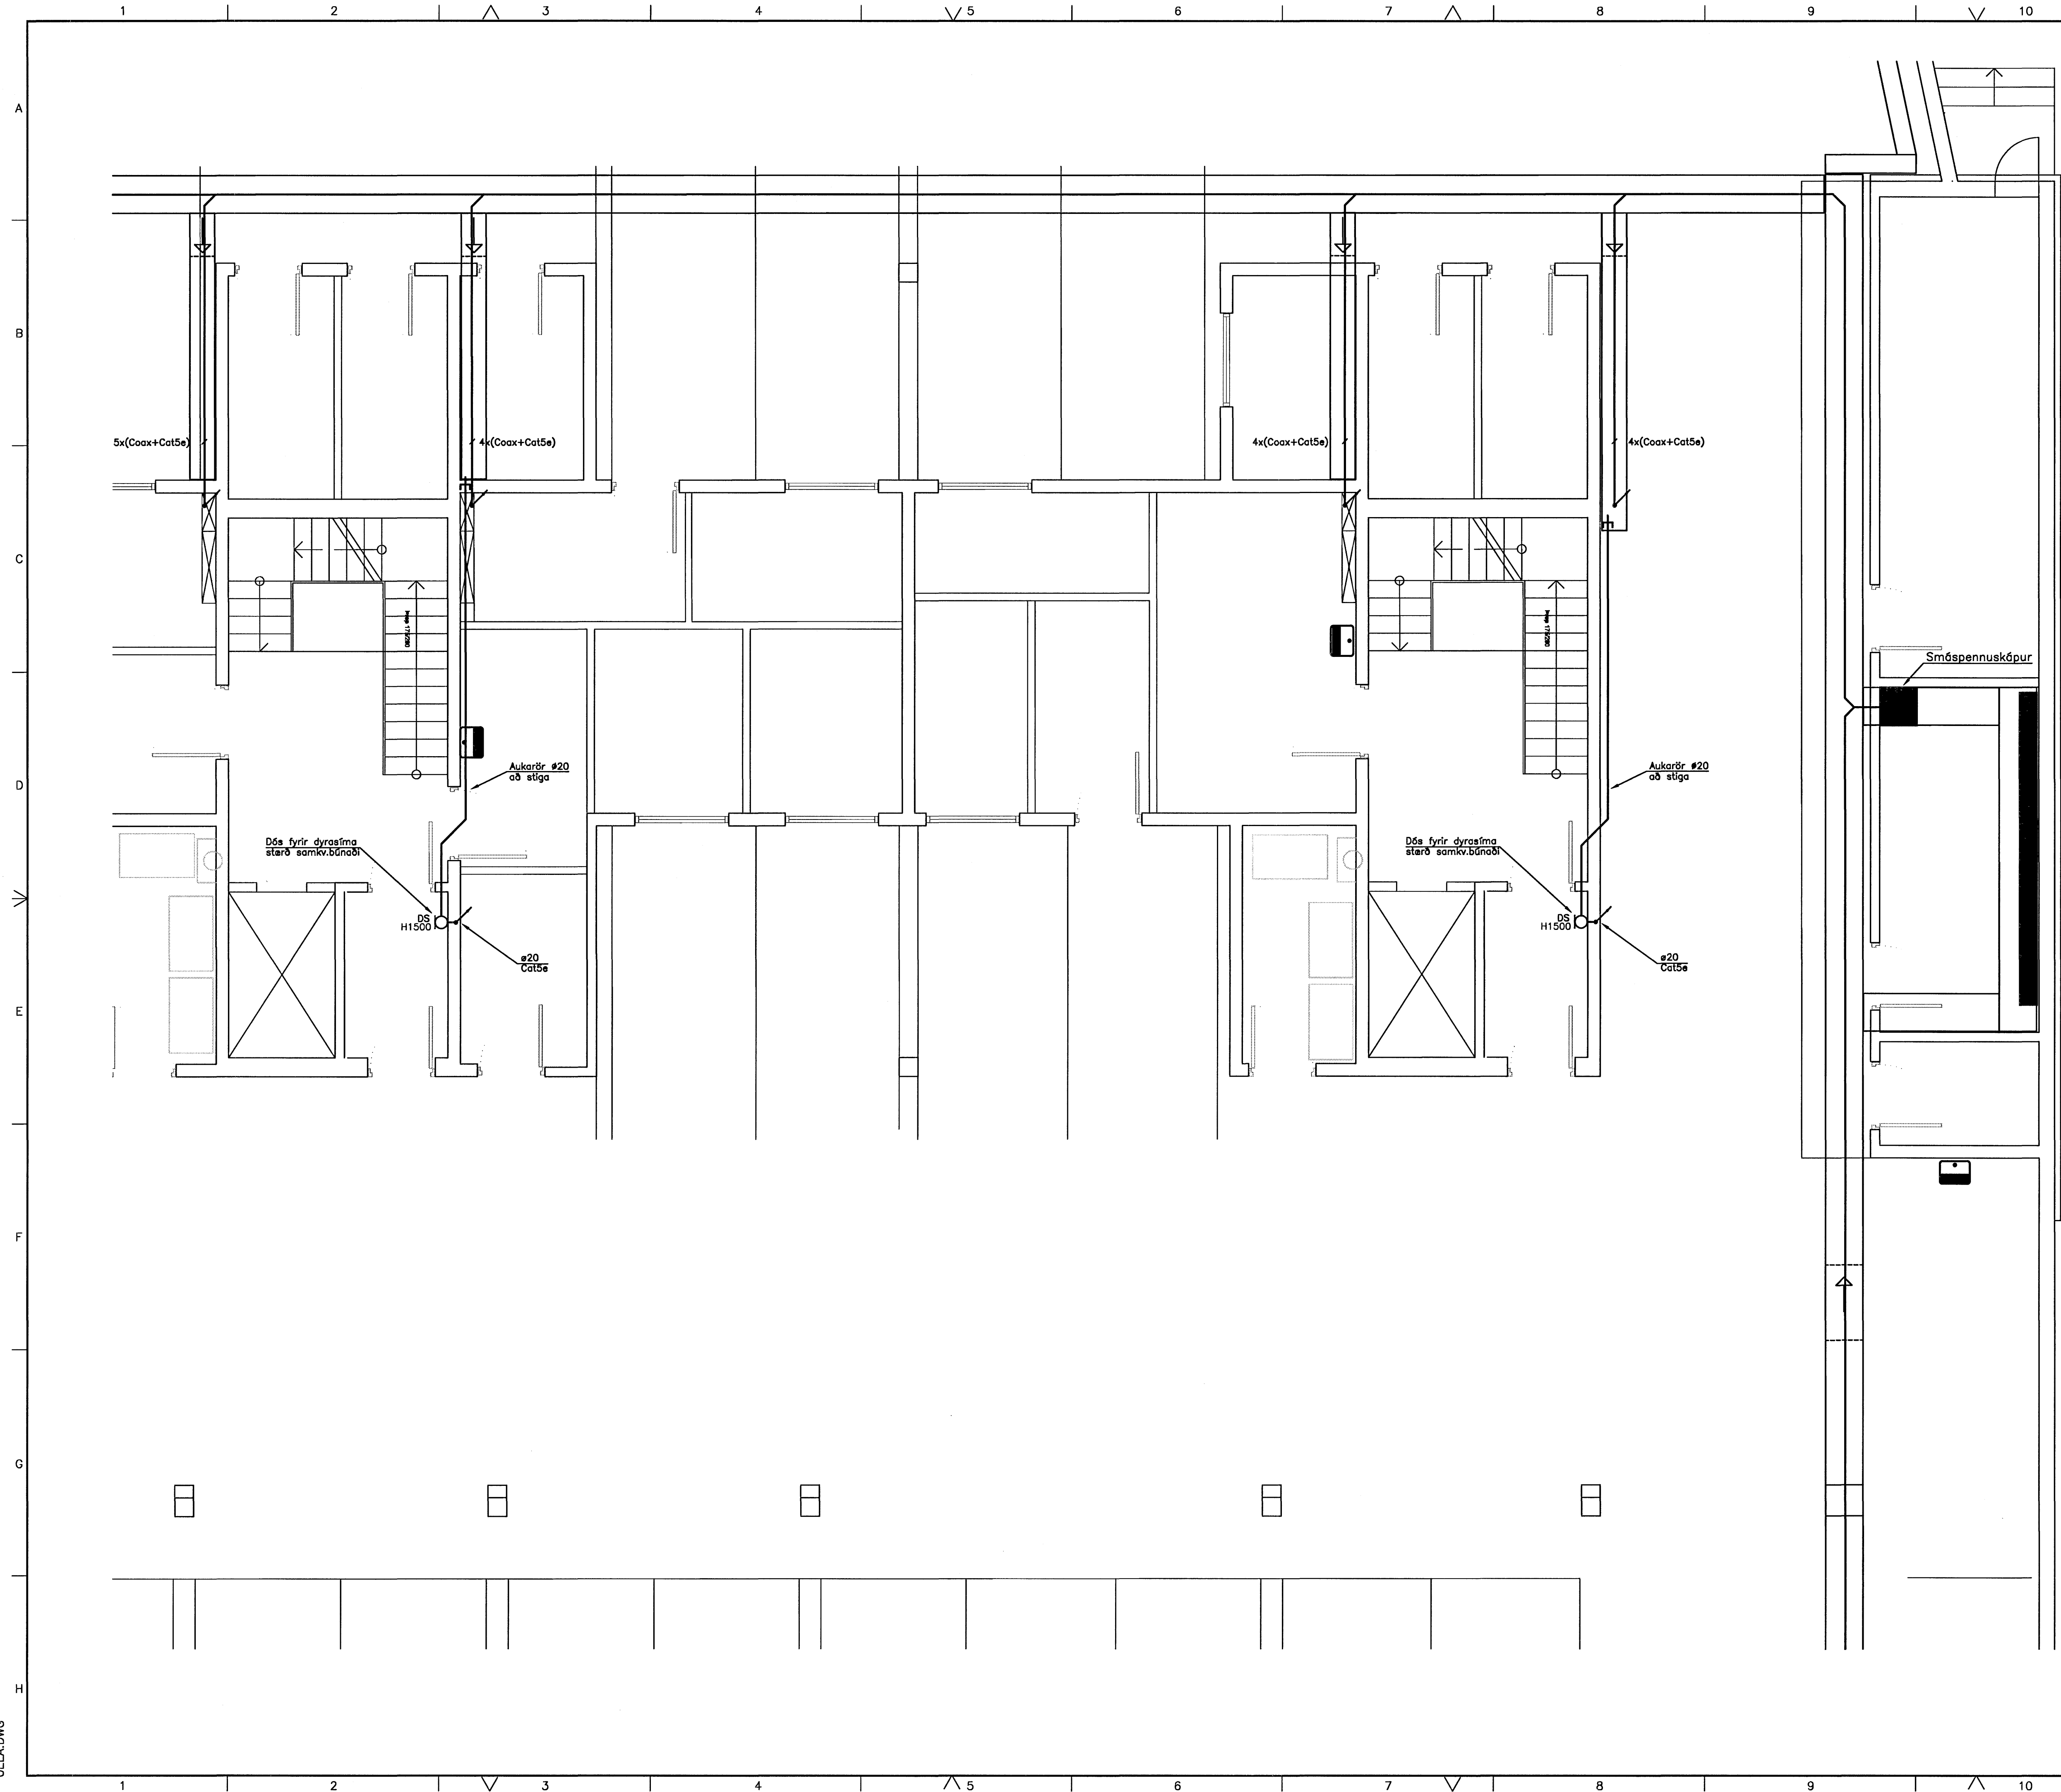 1 2 3 4 5 6 7 8 9 10
A
B
5x(Coax+Cat5e)
4x(Coax+Cat5e)
4x(Coax+Cat5e)
4x(Coax+Cat5e)
C
Smáspennuskápur
D
Aukarör ø20
að stiga
Aukarör ø20
að stiga
Dós fyrir dyrasíma
stærð samkv.búnaði
Dós fyrir dyrasíma
stærð samkv.búnaði
DS
H1500
DS
H1500
ø20
Cat5e
ø20
Cat5e
E
F
G
H
1 2 3 4 5 6 7 8 9 10